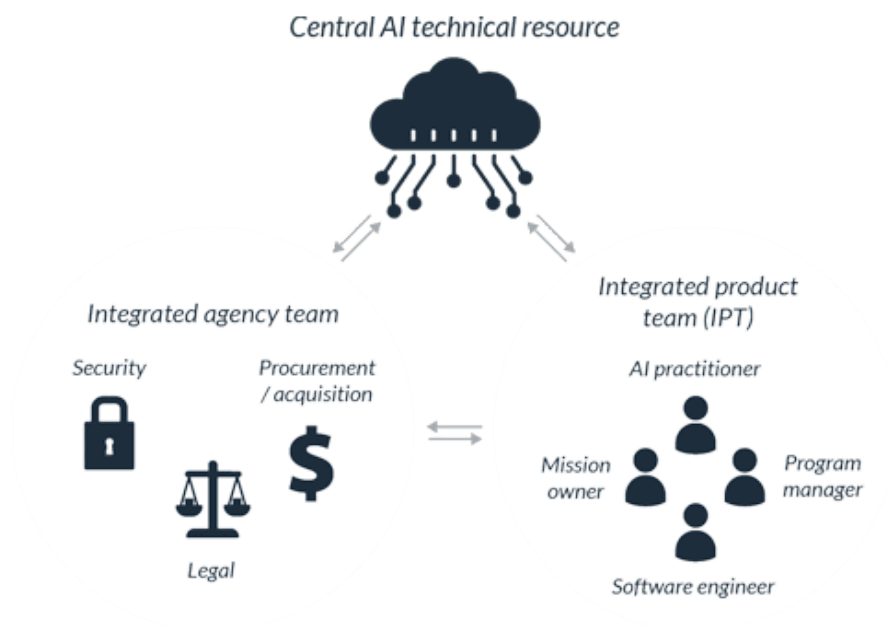 Central AI technical resource
Integrated agency team
Security
Procurement
/ acquisition
Legal
Integrated product
team (IPT)
AI practitioner
Mission
owner
Program
manager
Software engineer